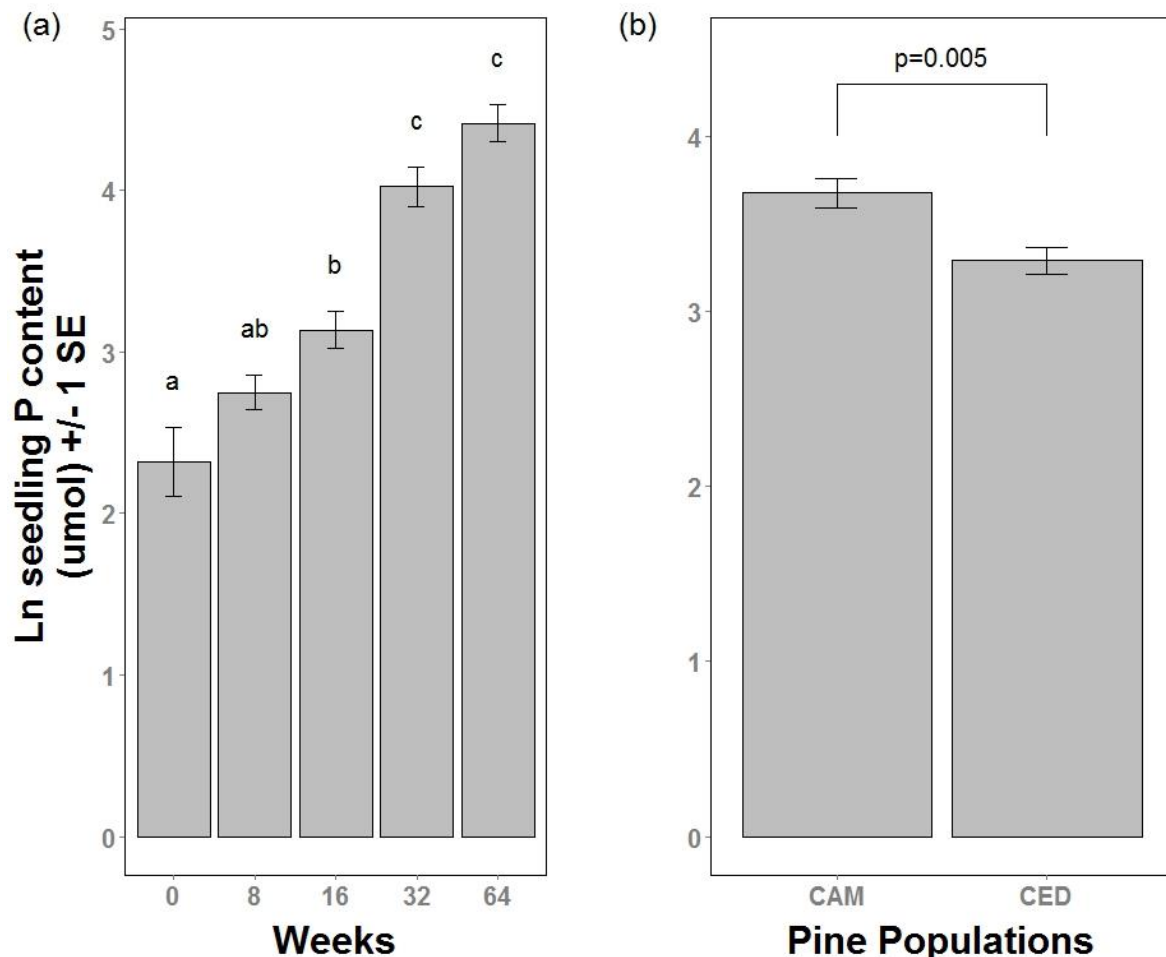 (a)
Ln seedling P content
(umol) +/- 1 SE
5
4
3
2
1
0
a
ab
b
c
c
0 8 16 32 64
Weeks
(b)
p=0.005
4
3
2
1
0
CAM CED
Pine Populations